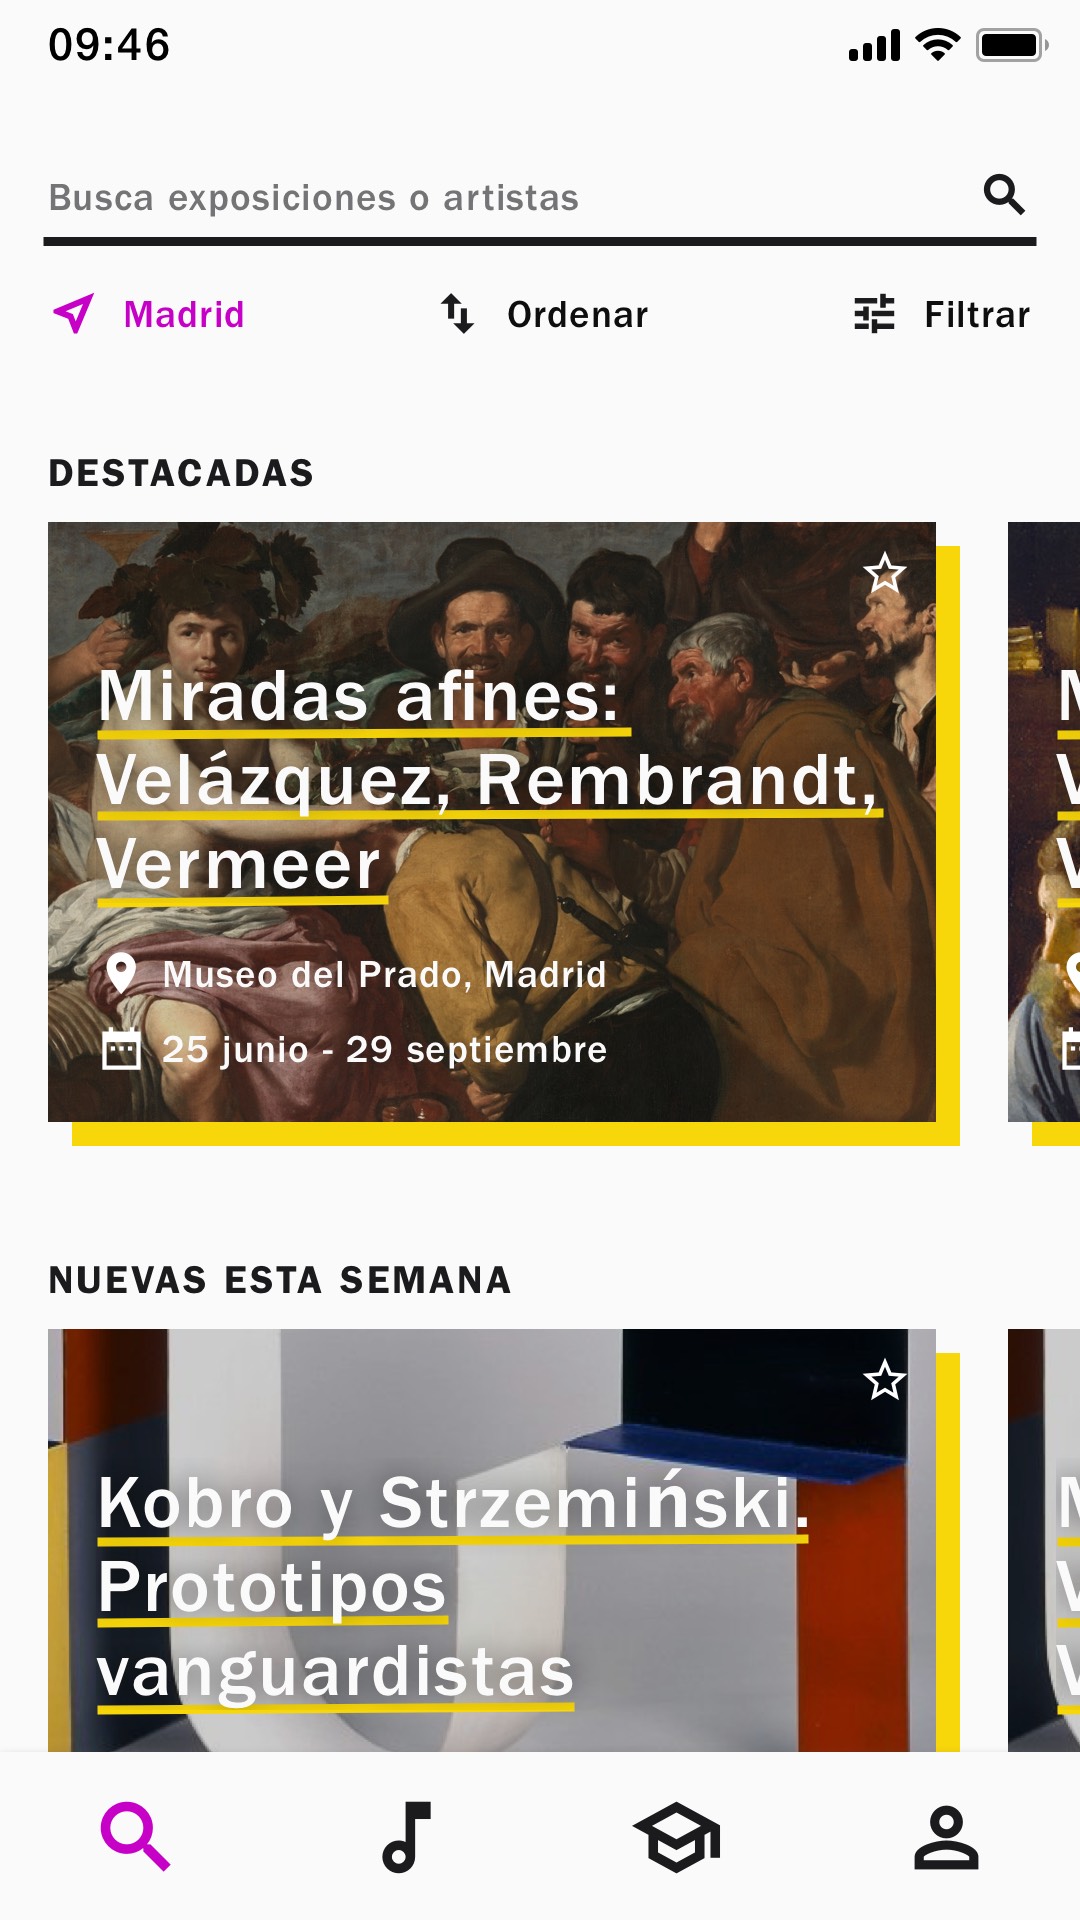 09:46
Busca exposiciones o artistas
Madrid
Ordenar
Filtrar
DESTACADAS
Miradas afines:
Velázquez, Rembrandt,
Vermeer
Museo del Prado, Madrid
25 junio - 29 septiembre
NUEVAS ESTA SEMANA
Kobro y Strzemiński.
Prototipos
vanguardistas